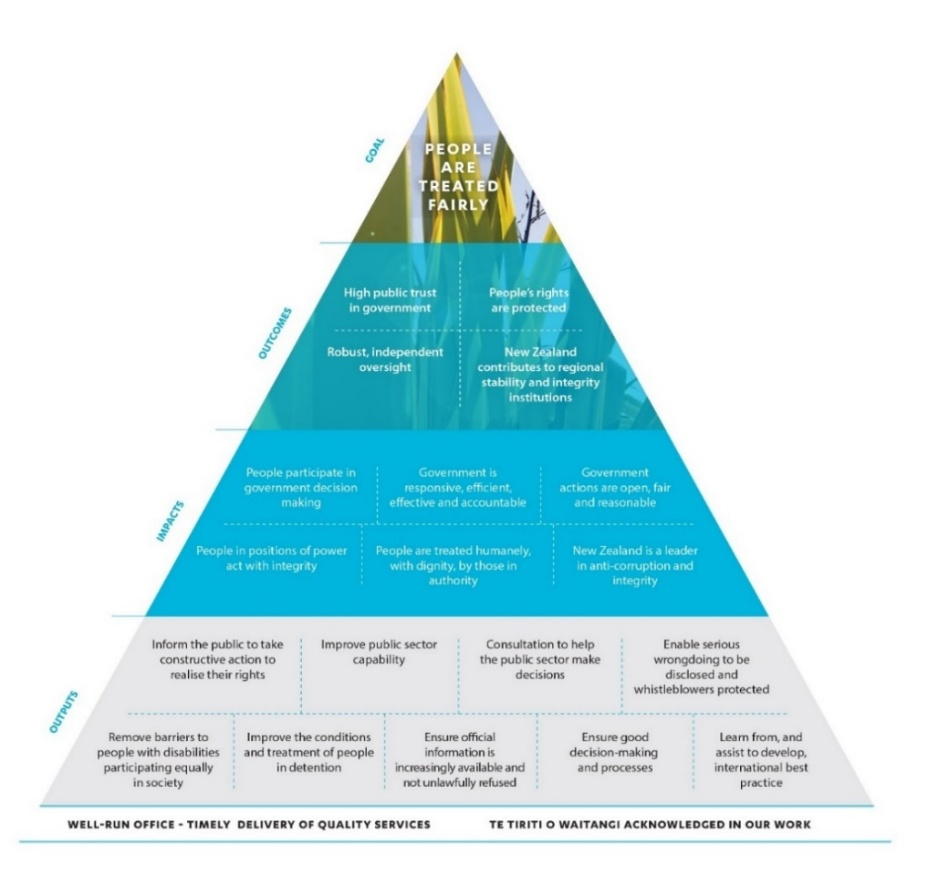 GOAL
PEOPLE
ARE
TREATED
FAIRLY
OUTCOMES
High public trust
in government
People's rights
are protected
Robust, independent
oversight
New Zealand
contributes to regional
stability and integrity
institutions
IMPACTS
People participate in
government decision
making
Government is
responsive, efficient,
effective and accountable
Government
actions are open, fair
and reasonable
People in positions of power
act with integrity
People are treated humanely,
with dignity, by those in
authority
New Zealand is a leader
in anti-corruption and
integrity
OUTPUTS
Inform the public to take
constructive action to
realise their rights
Improve public sector
capability
Consultation to help
the public sector make
decisions
Enable serious
wrongdoing to be
disclosed and
whistleblowers protected
Remove barriers to
people with disabilities
participating equally
in society
Improve the conditions
and treatment of people
in detention
Ensure official
information is
increasingly available and
not unlawfully refused
Ensure good
decision-making
and processes
Learn from, and
assist to develop,
international best
practice
WELL-RUN OFFICE - TIMELY DELIVERY OF QUALITY SERVICES
TE TIRITI O WAITANGI ACKNOWLEDGED IN OUR WORK